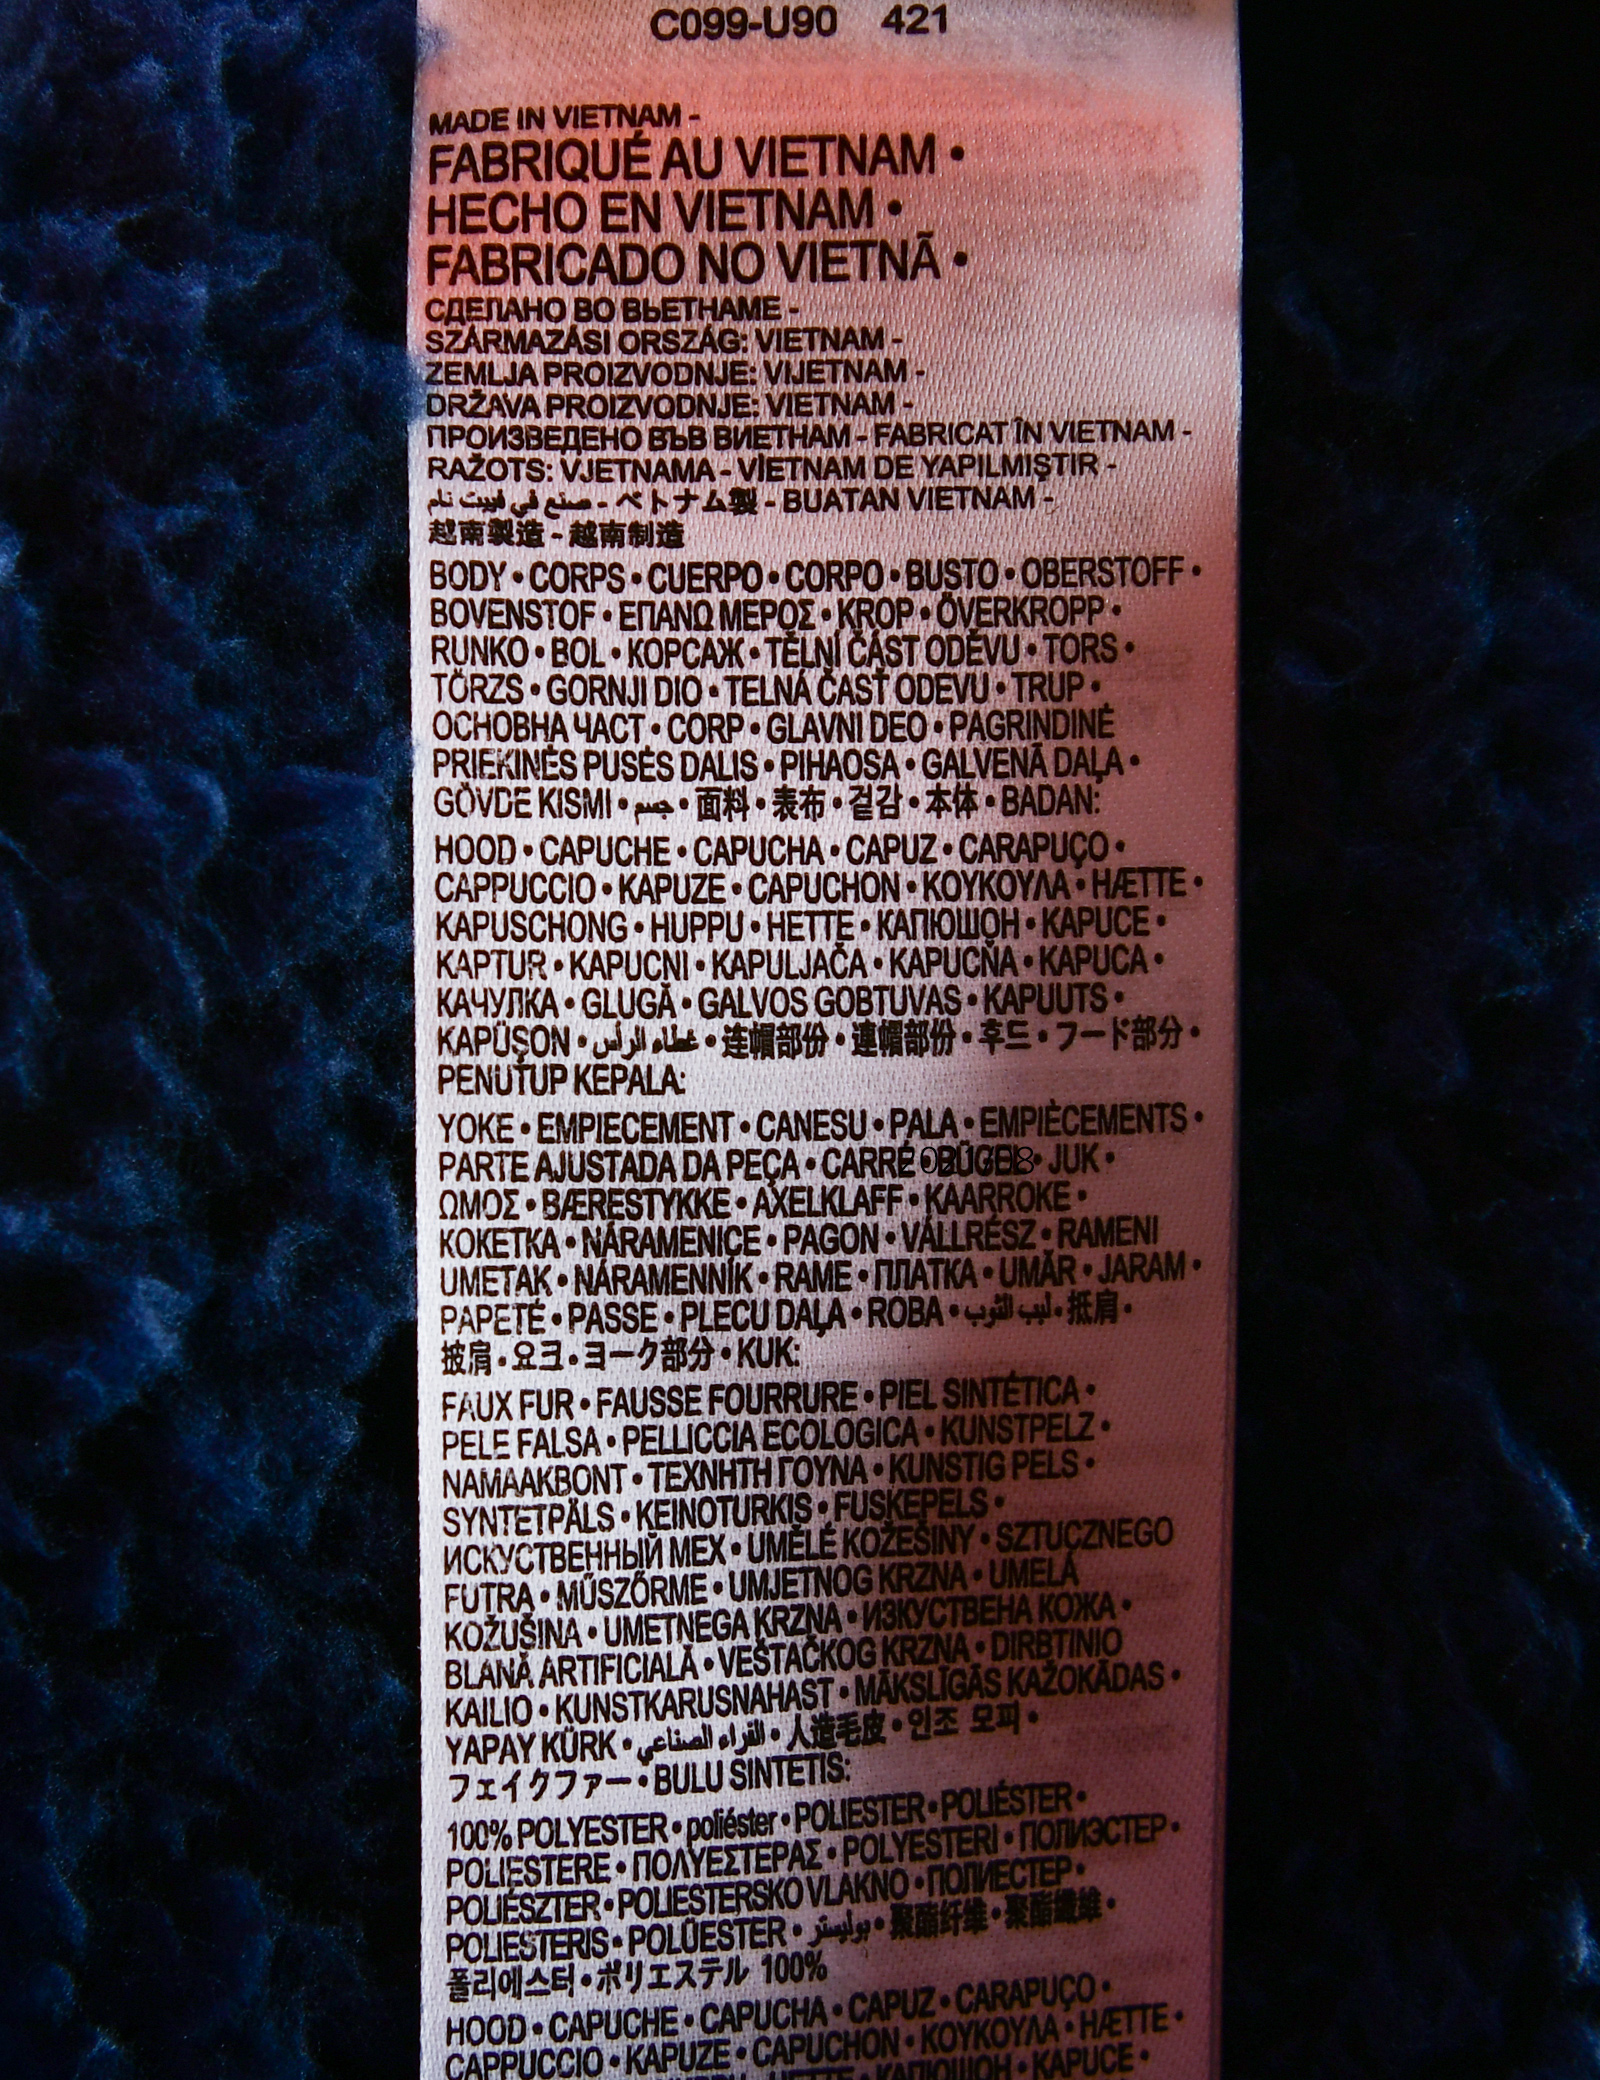 C099-U90 421
MADE IN VIETNAM -
FABRIQUÉ AU VIETNAM •
HECHO EN VIETNAM •
FABRICADO NO VIETNÃ •
СДЕЛАНО ВО ВЬЕТНАМЕ -
SZÁRMAZÁSI ORSZÁG: VIETNAM -
ZEMLJA PROIZVODNJE: VIJETNAM -
DRŽAVA PROIZVODNJE: VIETNAM -
ПРОИЗВЕДЕНО ВЪВ ВИЕТНАМ - FABRICAT ÎN VIETNAM -
RAŽOTS: VJETNAMA - VİETNAM DE YAPILMIŞTIR -
صنع في فييت نام - ベトナム製 - BUATAN VIETNAM -
越南製造 - 越南制造
BODY • CORPS • CUERPO • CORPO • BUSTO • OBERSTOFF •
BOVENSTOF • ΕΠΑΝΩ ΜΕΡΟΣ • KROP • ÖVERKROPP •
RUNKO • BOL • КОРСАЖ • TĚLNÍ ČÁST ODĚVU • TORS •
TÖRZS • GORNJI DIO • TELNÁ ČASŤ ODEVU • TRUP •
ОСНОВНА ЧАСТ • CORP • GLAVNI DEO • PAGRINDINĖ
PRIEKINĖS PUSĖS DALIS • PIHAOSA • GALVENĀ DAĻA •
GÖVDE KISMI • جسم • 面料 • 表布 • 겉감 • 本体 • BADAN:
HOOD • CAPUCHE • CAPUCHA • CAPUZ • CARAPUÇO •
CAPPUCCIO • KAPUZE • CAPUCHON • ΚΟΥΚΟΥΛΑ • HÆTTE •
KAPUSCHONG • HUPPU • HETTE • КАПЮШОН • KAPUCE •
KAPTUR • KAPUCNI • KAPULJAČA • KAPUCŇA • KAPUCA •
КАЧУЛКА • GLUGĂ • GALVOS GOBTUVAS • KAPUUTS •
KAPÜŞON • غطاء الرأس • 连帽部份 • 連帽部份 • 후드 • フード部分 •
PENUTUP KEPALA:
YOKE • EMPIECEMENT • CANESU • PALA • EMPIÈCEMENTS •
PARTE AJUSTADA DA PEÇA • CARRÉ • BÜGEL • JUK •
ΩΜΟΣ • BÆRESTYKKE • AXELKLAFF • KAARROKE •
КОКЕТКА • NÁRAMENICE • PAGON • VÁLLRÉSZ • RAMENI
UMETAK • NÁRAMENNÍK • RAME • ПЛАТКА • UMĂR • JARAM •
PAPETĖ • PASSE • PLECU DAĻA • ROBA • لبب الثوب • 抵肩 •
披肩 • 요크 • ヨーク部分 • KUK:
FAUX FUR • FAUSSE FOURRURE • PIEL SINTÉTICA •
PELE FALSA • PELLICCIA ECOLOGICA • KUNSTPELZ •
NAMAAKBONT • ΤΕΧΝΗΤΗ ΓΟΥΝΑ • KUNSTIG PELS •
SYNTETPÄLS • KEINOTURKIS • FUSKEPELS •
ИСКУСТВЕННЫЙ МЕХ • UMĚLÉ KOŽEŠINY • SZTUCZNEGO
FUTRA • MŰSZŐRME • UMJETNOG KRZNA • UMELÁ
KOŽUŠINA • UMETNEGA KRZNA • ИЗКУСТВЕНА КОЖА •
BLANĂ ARTIFICIALĂ • VEŠTAČKOG KRZNA • DIRBTINIO
KAILIO • KUNSTKARUSNAHAST • MĀKSLĪGĀS KAŽOKĀDAS •
YAPAY KÜRK • الفراء الصناعي • 人造毛皮 • 인조 모피 •
フェイクファー • BULU SINTETIS:
100% POLYESTER • poliéster • POLIESTER • POLIÉSTER •
POLIESTERE • ΠΟΛΥΕΣΤΕΡΑΣ • POLYESTERI • ПОЛИЭСТЕР •
POLIÉSZTER • POLIESTERSKO VLAKNO • ПОЛИЕСТЕР •
POLIESTERIS • POLÜESTER • بوليستر • 聚酯纤维 • 聚酯纖維 •
폴리에스터 • ポリエステル 100%
HOOD • CAPUCHE • CAPUCHA • CAPUZ • CARAPUÇO •
CAPPUCCIO • KAPUZE • CAPUCHON • ΚΟΥΚΟΥΛΑ • HÆTTE •
КАПЮШОН • KAPUCE •